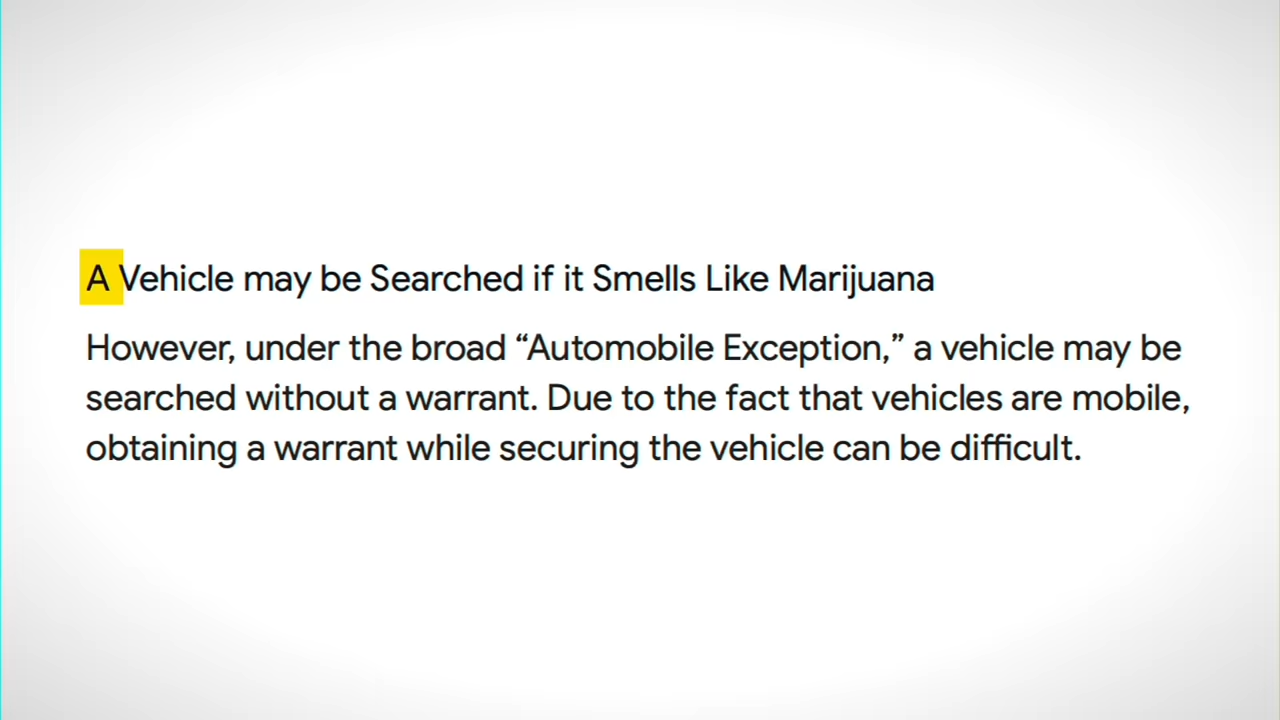 A Vehicle may be Searched if it Smells Like Marijuana
However, under the broad “Automobile Exception,” a vehicle may be
searched without a warrant. Due to the fact that vehicles are mobile,
obtaining a warrant while securing the vehicle can be difficult.